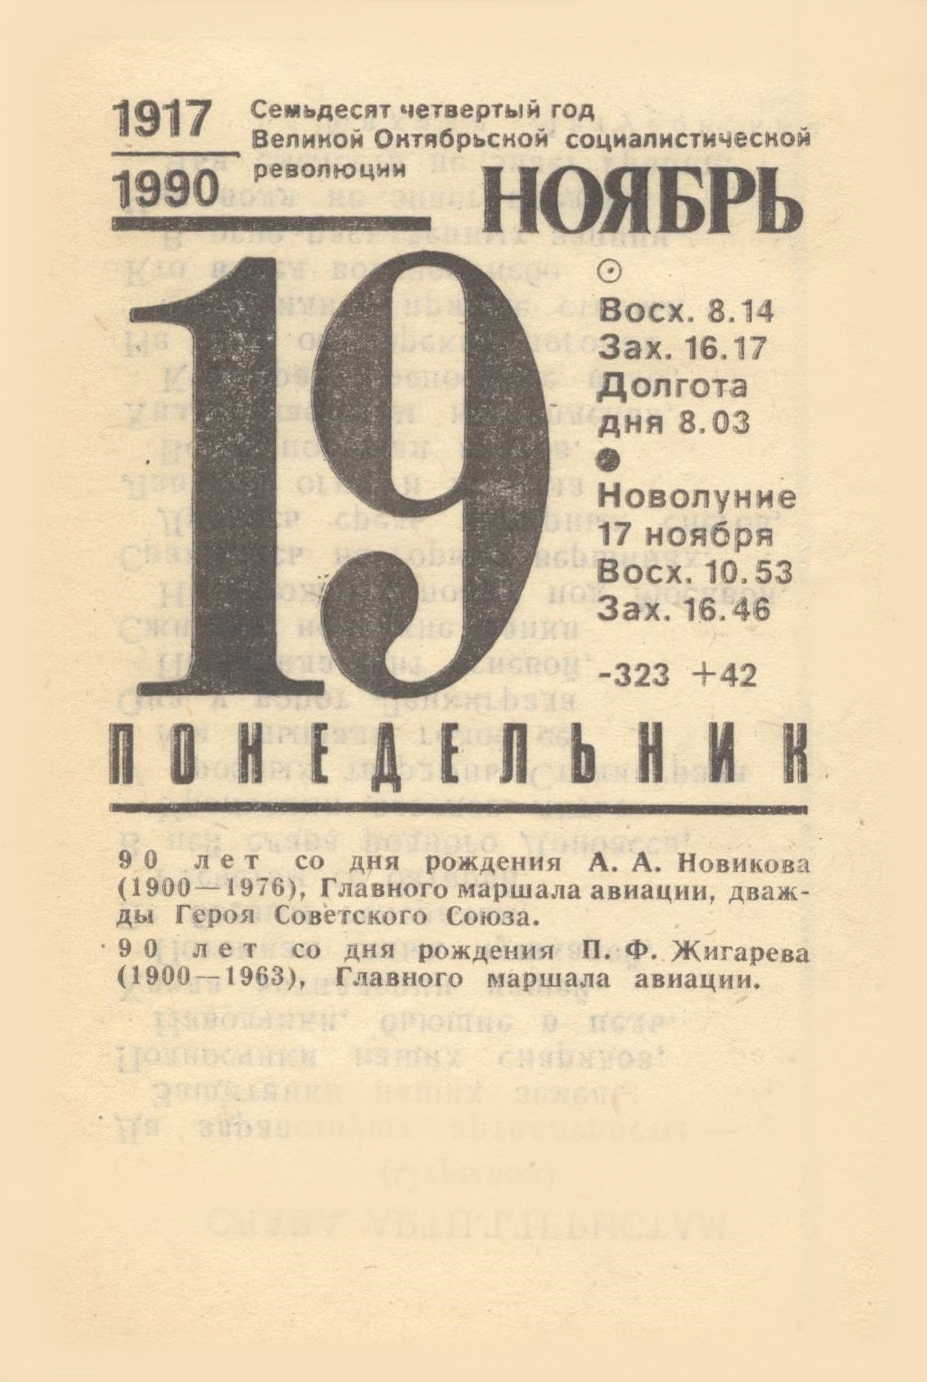 1917
1990
Семьдесят четвертый год
Великой Октябрьской социалистической
революции
НОЯБРЬ
19
Восх. 8.14
Зах. 16.17
Долгота
дня 8.03
Новолуние
17 ноября
Восх. 10.53
Зах. 16.46
-323 +42
ПОНЕДЕЛЬНИК
90 лет со дня рождения А. А. Новикова
(1900—1976), Главного маршала авиации, дваж-
ды Героя Советского Союза.
90 лет со дня рождения П. Ф. Жигарева
(1900—1963), Главного маршала авиации.